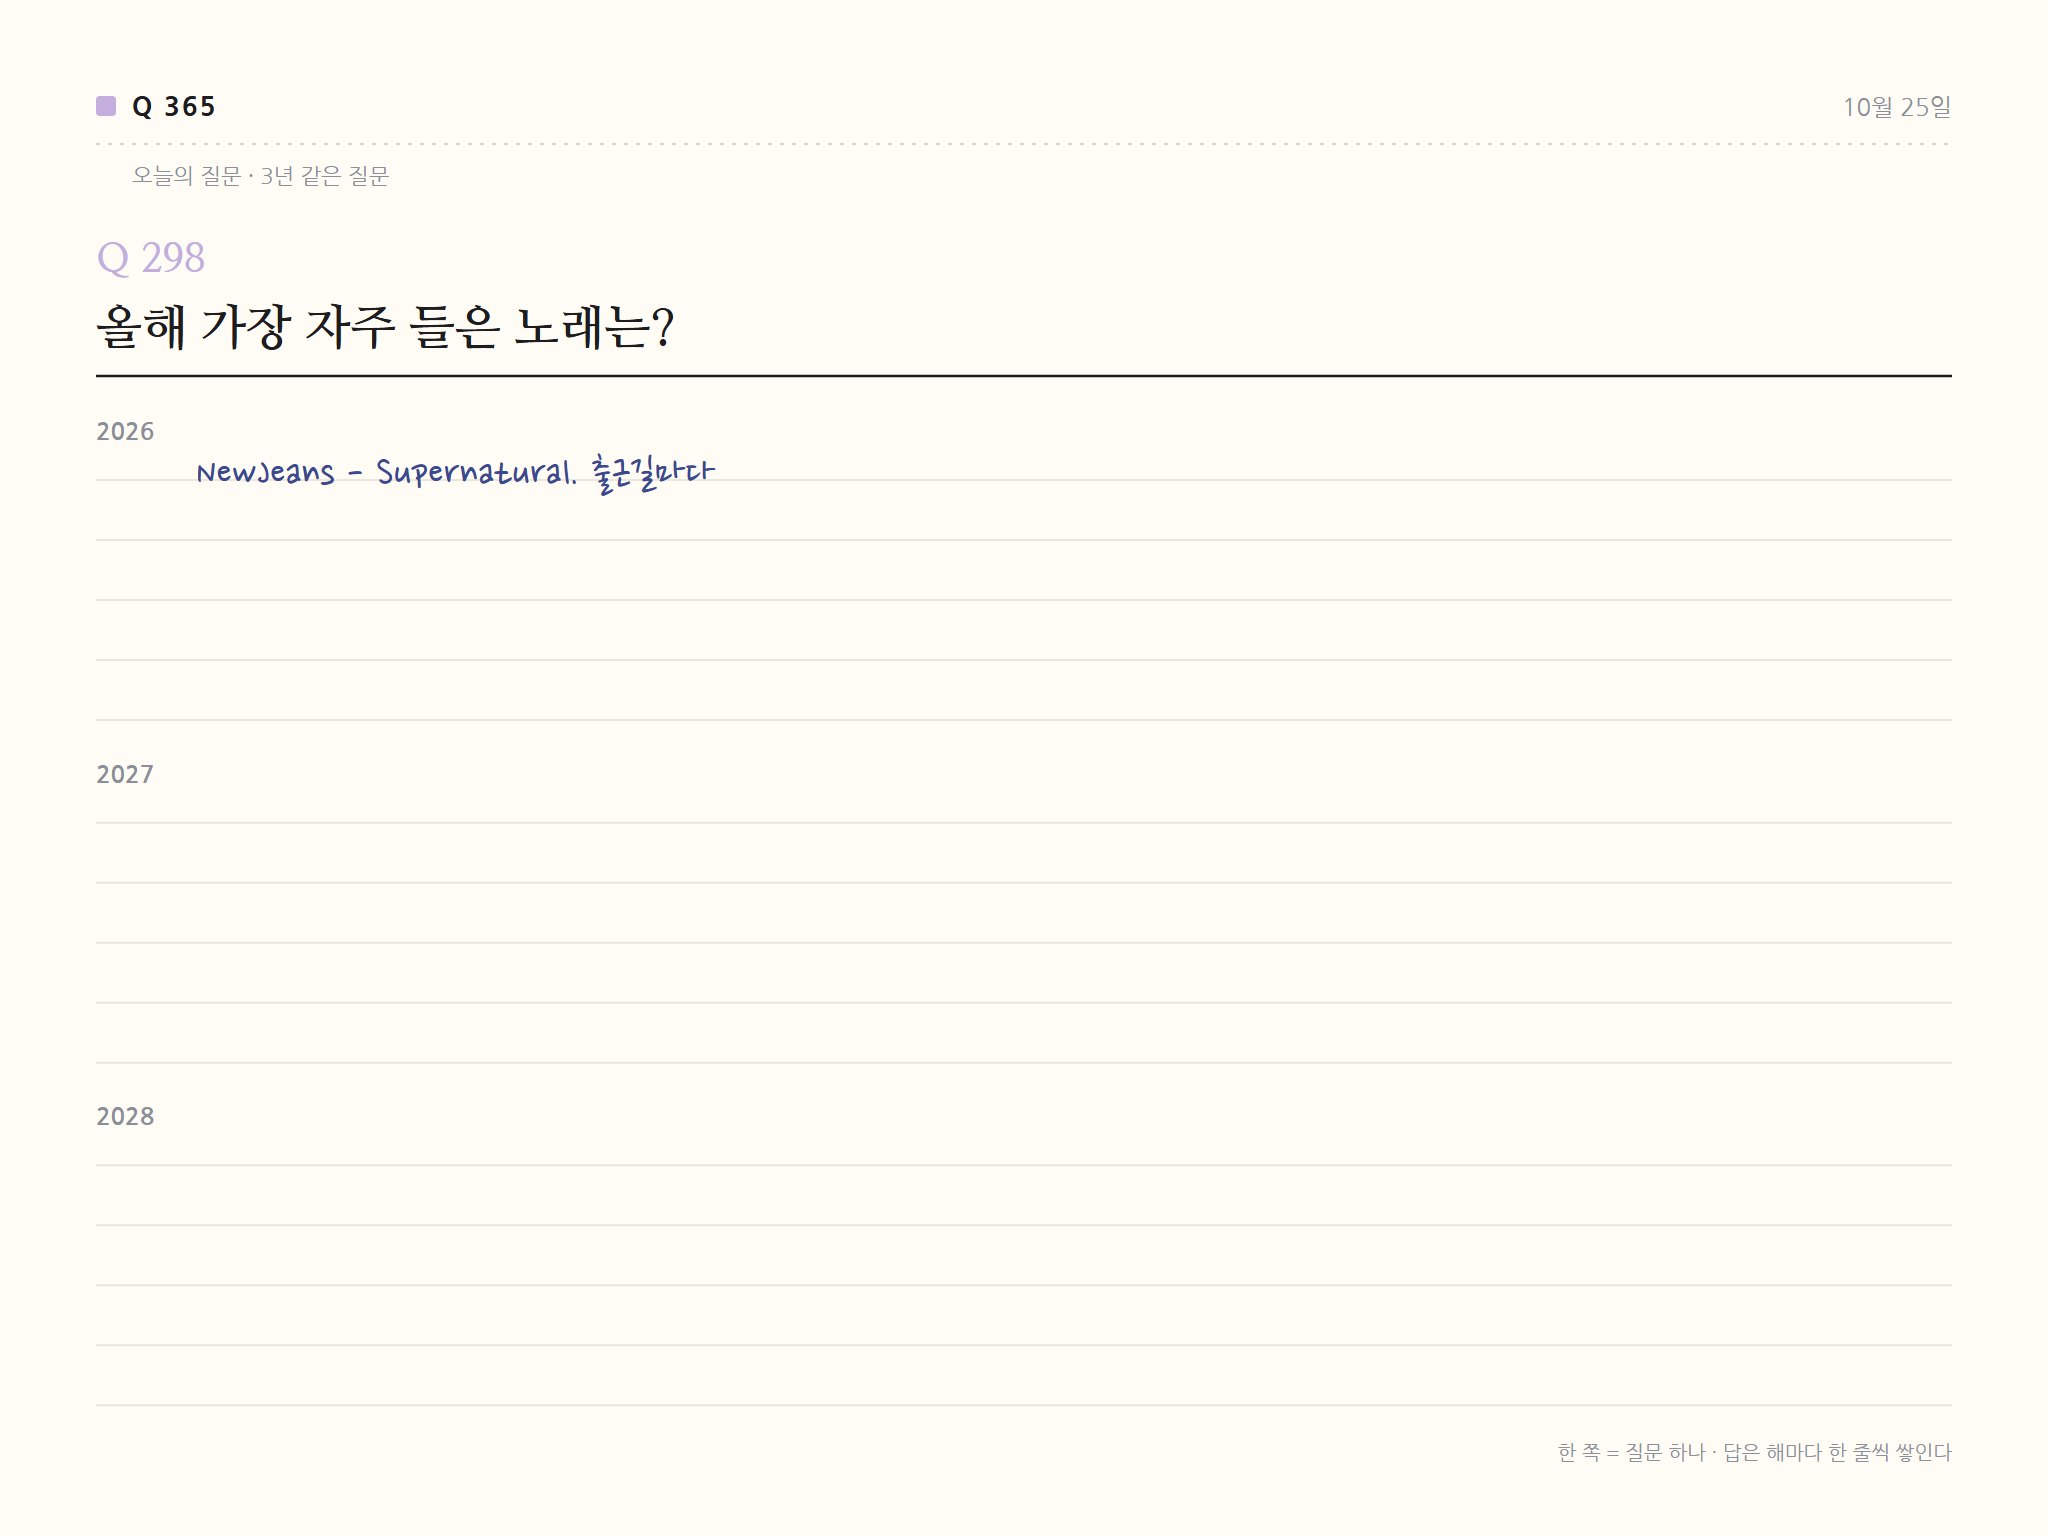 Q 365
10월 25일
오늘의 질문 · 3년 같은 질문
Q 298
올해 가장 자주 들은 노래는?
2026
NewJeans - Supernatural. 출근길마다
2027
2028
한 쪽 = 질문 하나 · 답은 해마다 한 줄씩 쌓인다